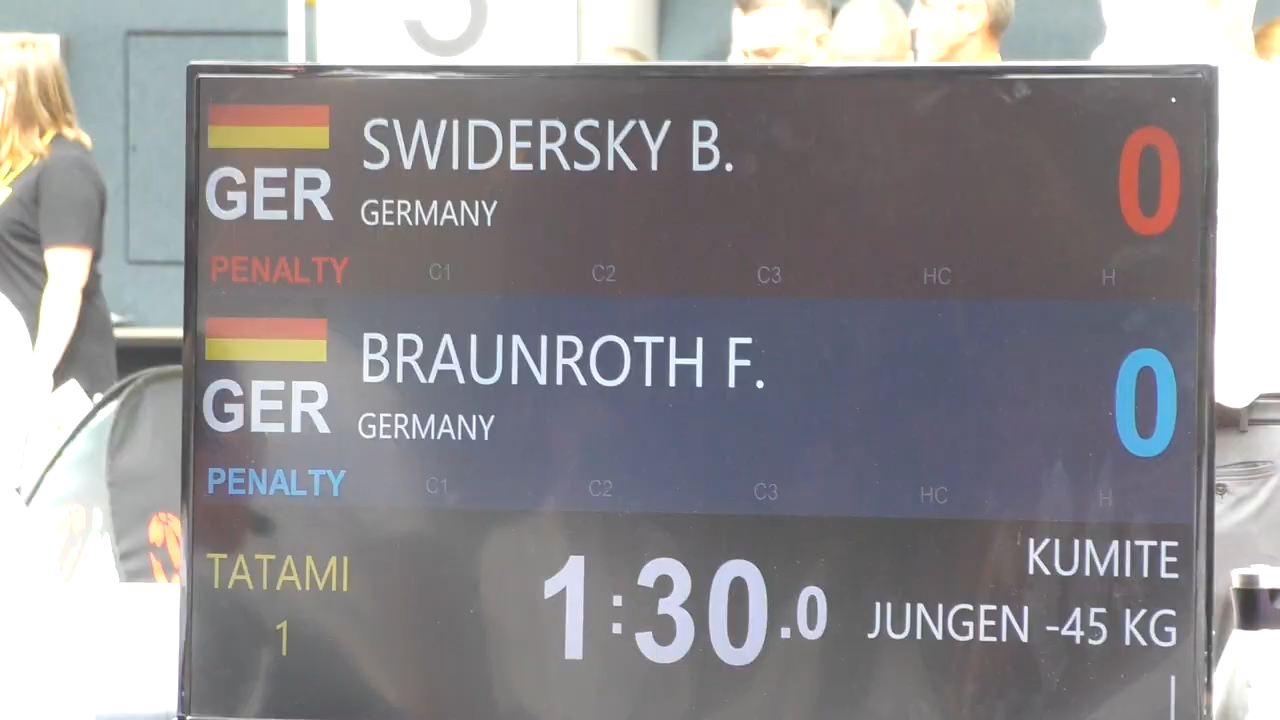 SWIDERSKY B.
0
GER
GERMANY
PENALTY C1 C2 C3 HC H
BRAUNROTH F.
0
GER
GERMANY
PENALTY C1 C2 C3 HC H
TATAMI
1
1:30.0
KUMITE
JUNGEN -45 KG